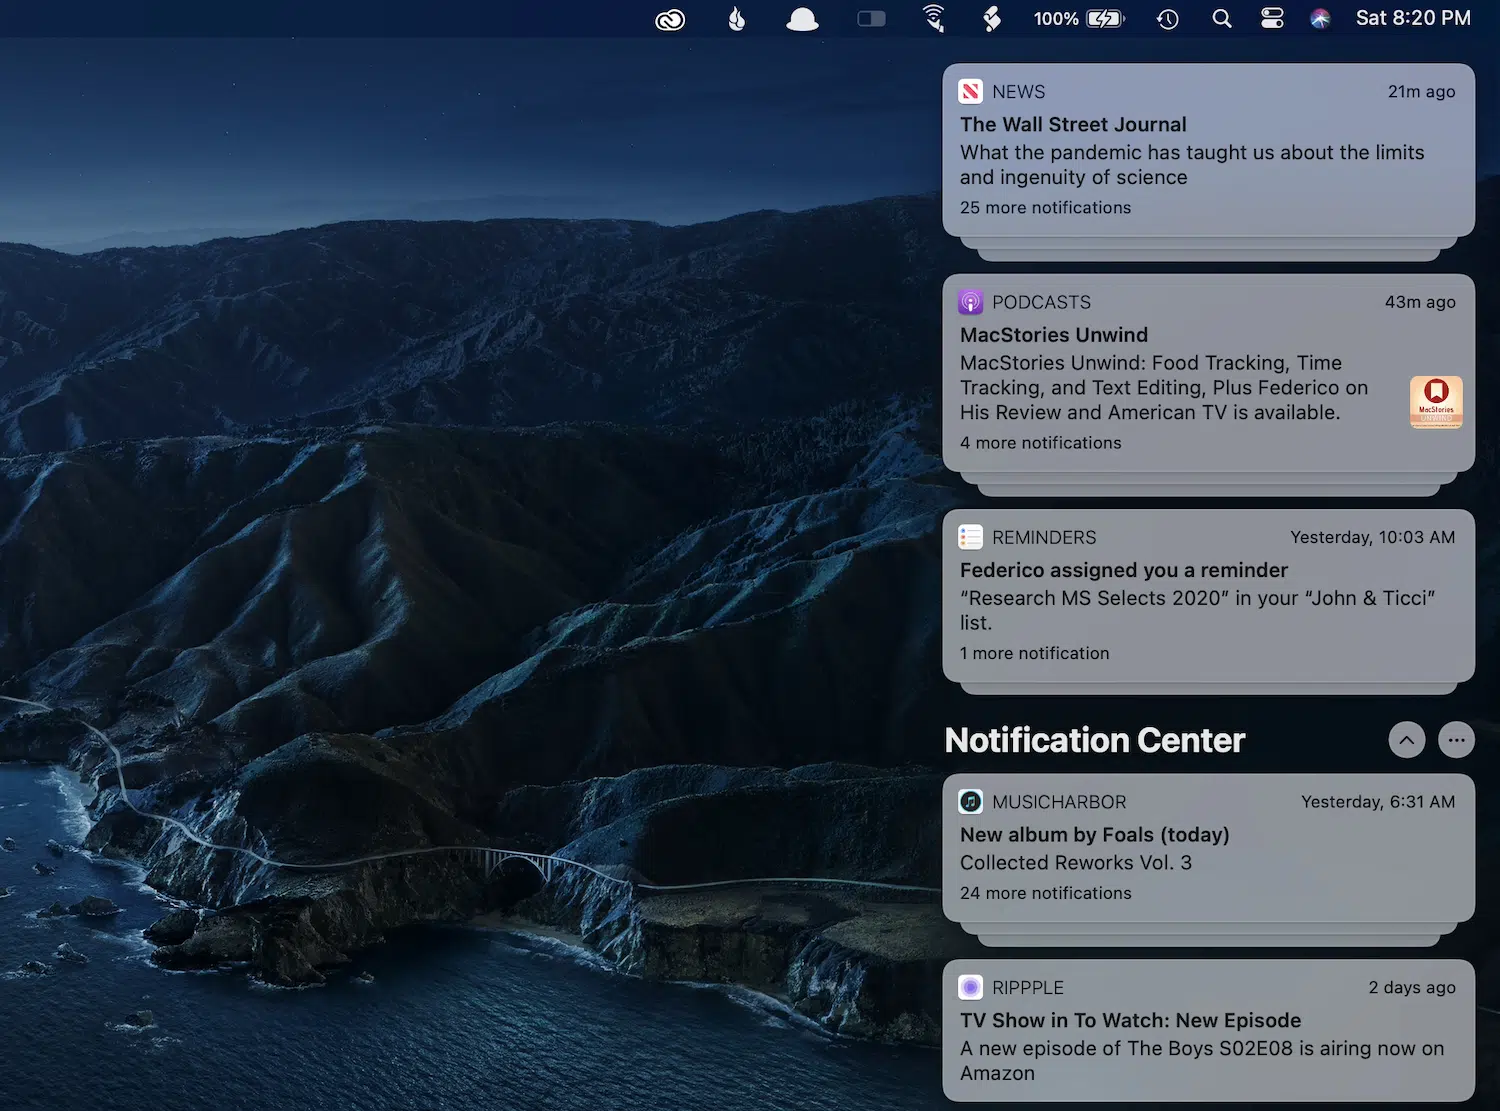 100%
Sat 8:20 PM
NEWS
21m ago
The Wall Street Journal
What the pandemic has taught us about the limits
and ingenuity of science
25 more notifications
PODCASTS
43m ago
MacStories Unwind
MacStories Unwind: Food Tracking, Time
Tracking, and Text Editing, Plus Federico on
His Review and American TV is available.
MacStories
UNWIND
4 more notifications
REMINDERS
Yesterday, 10:03 AM
Federico assigned you a reminder
“Research MS Selects 2020” in your “John & Ticci”
list.
1 more notification
Notification Center
MUSICHARBOR
Yesterday, 6:31 AM
New album by Foals (today)
Collected Reworks Vol. 3
24 more notifications
RIPPPLE
2 days ago
TV Show in To Watch: New Episode
A new episode of The Boys S02E08 is airing now on
Amazon